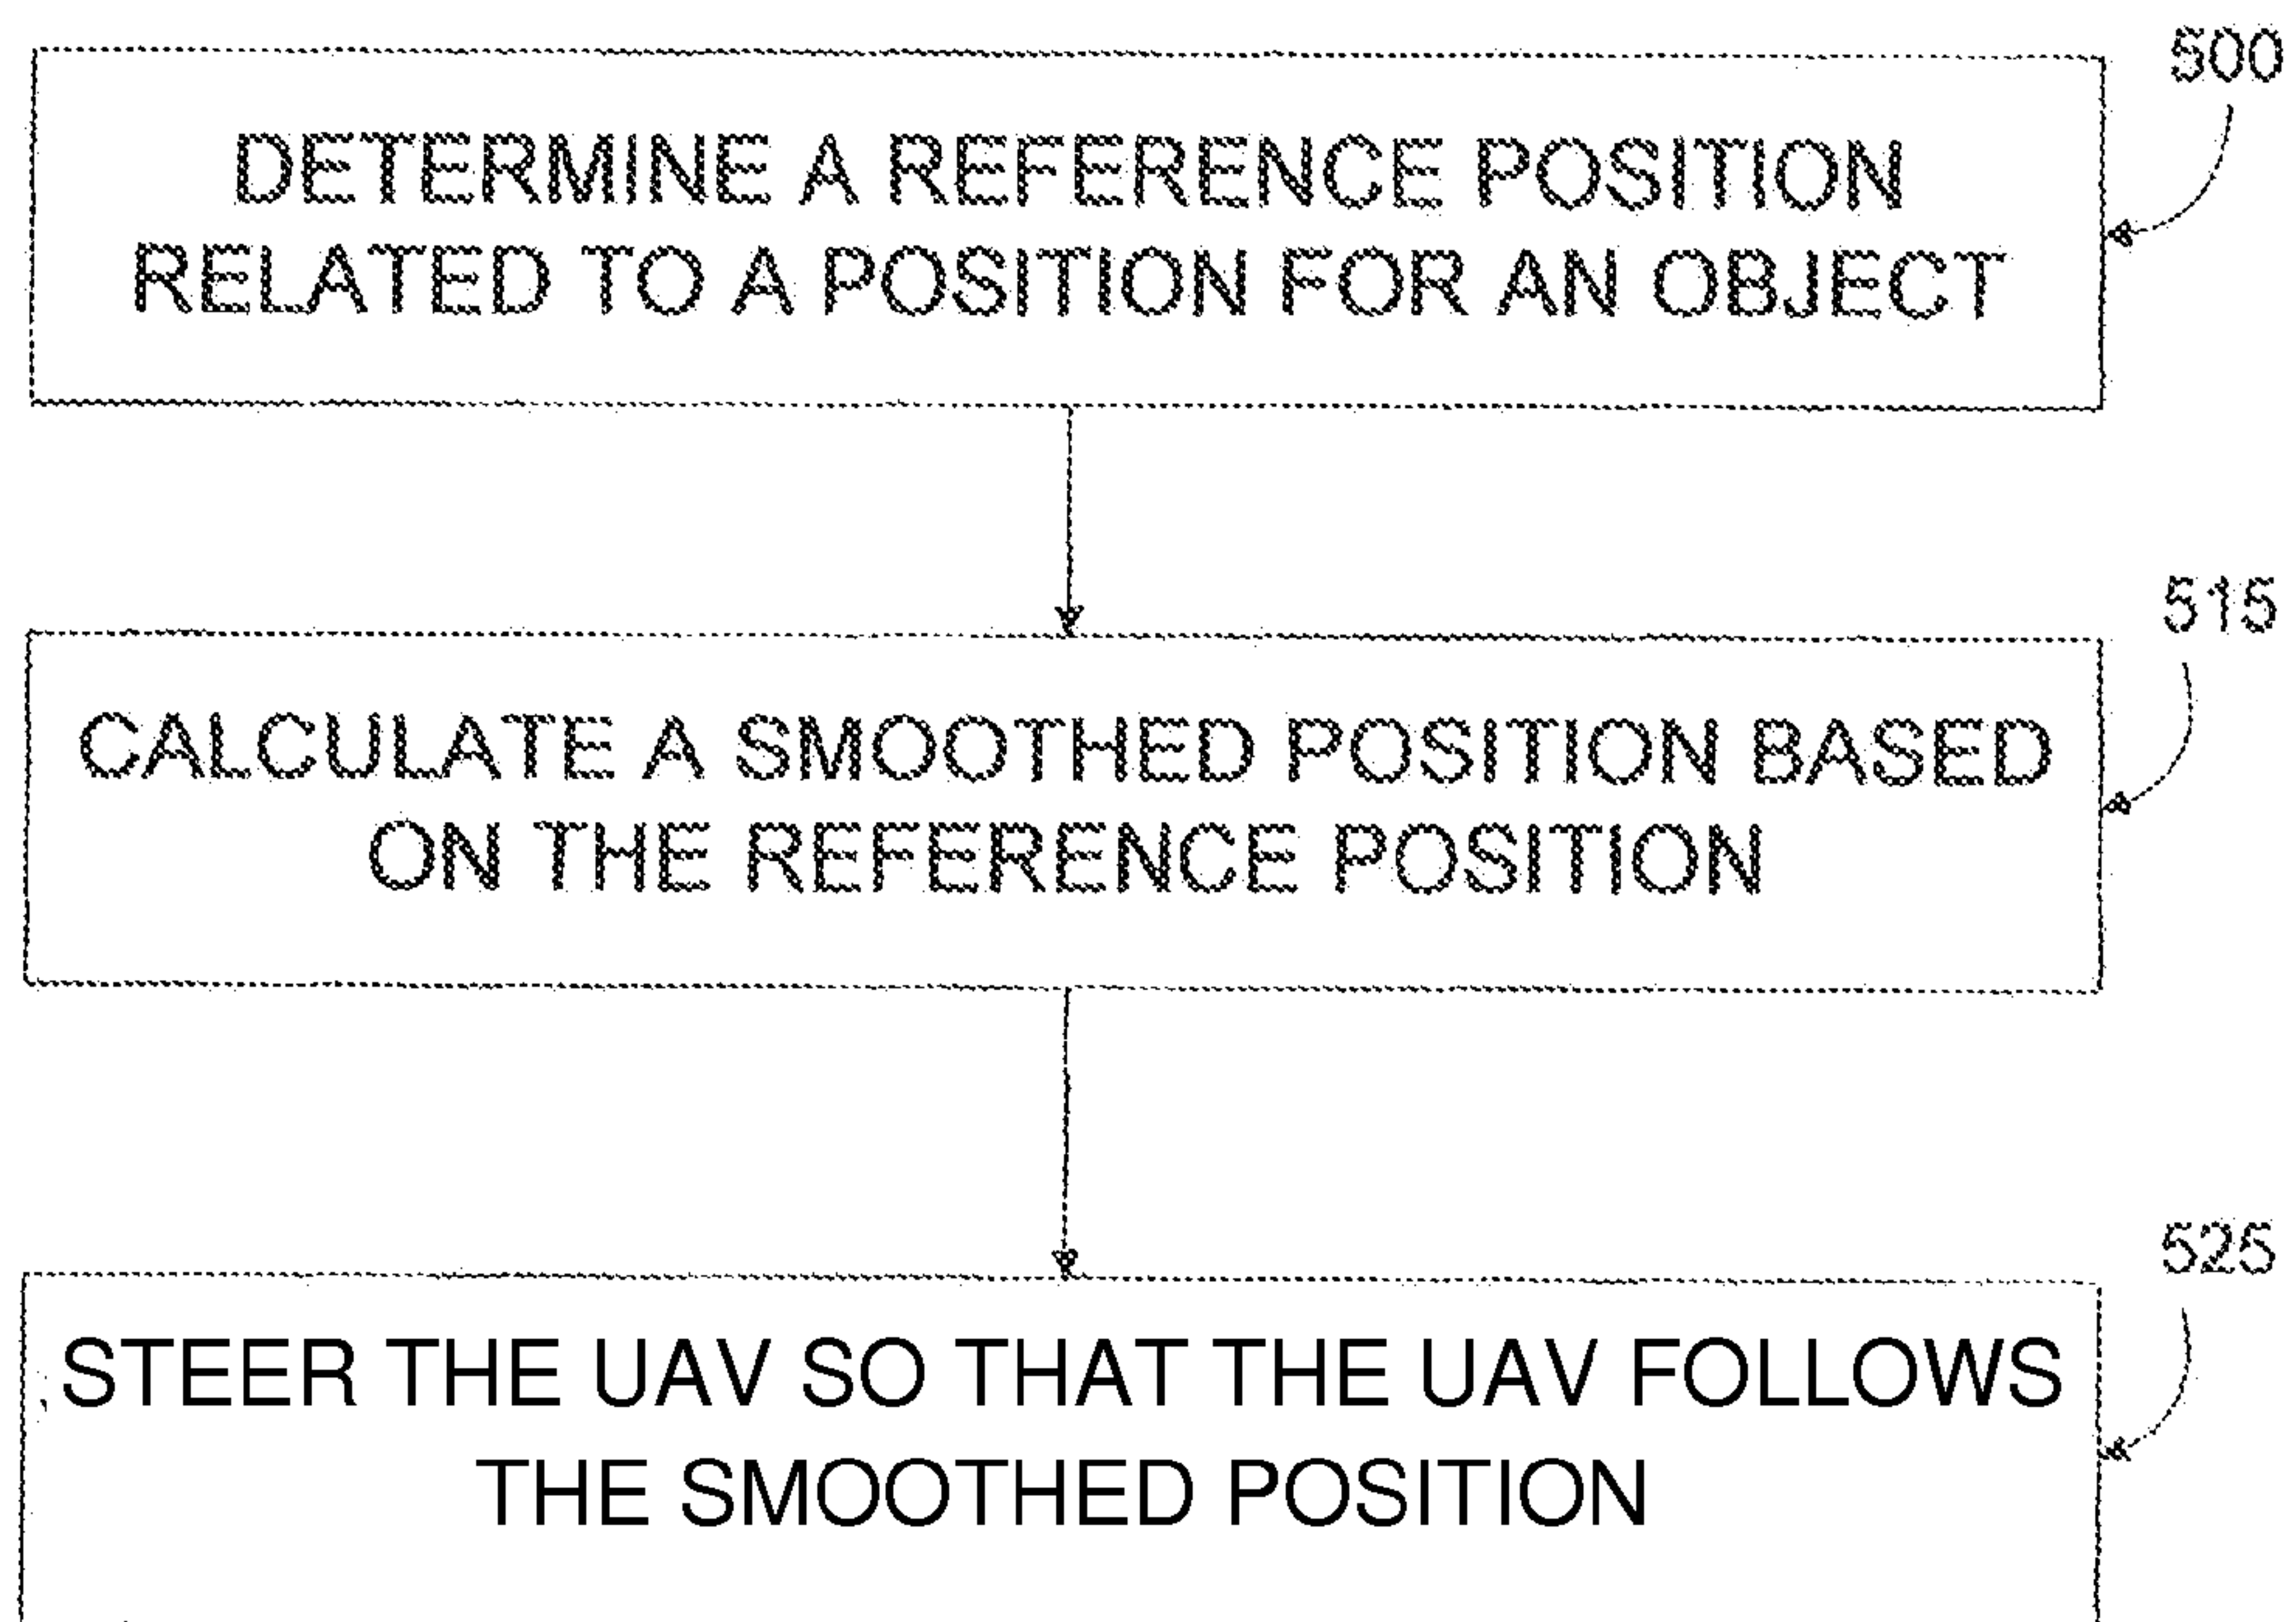 500
DETERMINE A REFERENCE POSITION
RELATED TO A POSITION FOR AN OBJECT
515
CALCULATE A SMOOTHED POSITION BASED
ON THE REFERENCE POSITION
525
STEER THE UAV SO THAT THE UAV FOLLOWS
THE SMOOTHED POSITION